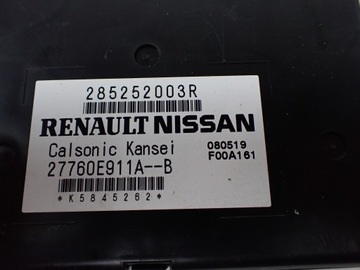 285252003R
RENAULT NISSAN
Calsonic Kansei 080519
27760E911A--B F00A161
*K5845262*